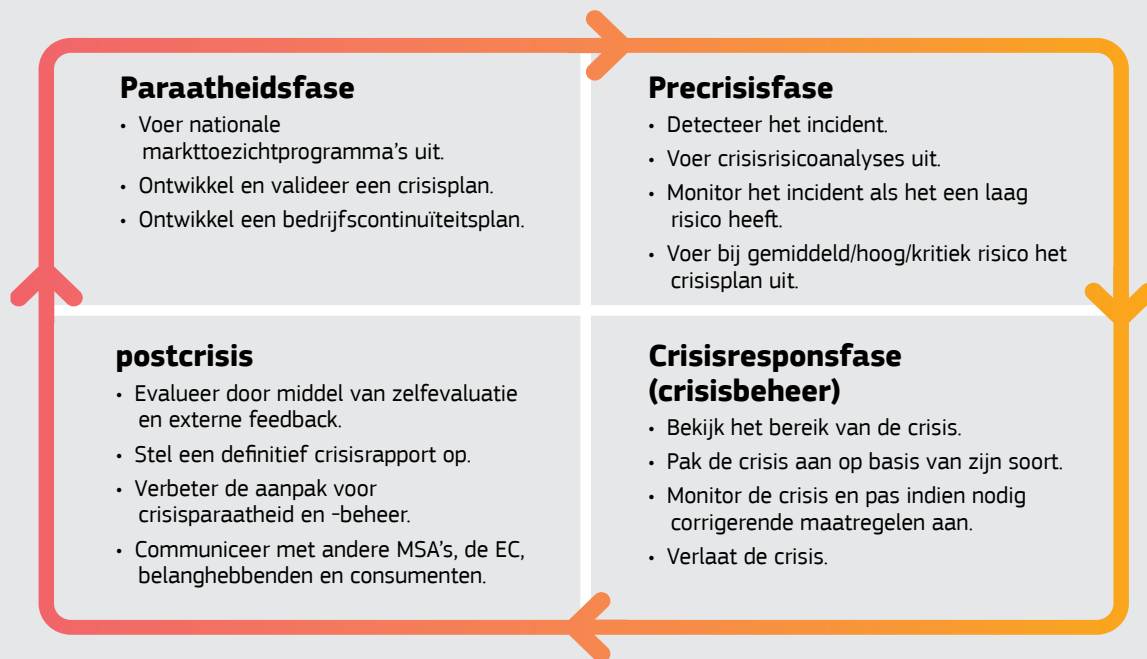 Paraatheidsfase
• Voer nationale
markttoezichtprogramma's uit.
• Ontwikkel en valideer een crisisplan.
• Ontwikkel een bedrijfscontinuïteitsplan.
Precrisisfase
• Detecteer het incident.
• Voer crisisrisicoanalyses uit.
• Monitor het incident als het een laag
risico heeft.
• Voer bij gemiddeld/hoog/kritiek risico het
crisisplan uit.
postcrisis
• Evalueer door middel van zelfevaluatie
en externe feedback.
• Stel een definitief crisisrapport op.
• Verbeter de aanpak voor
crisisparaatheid en -beheer.
• Communiceer met andere MSA's, de EC,
belanghebbenden en consumenten.
Crisisresponsfase
(crisisbeheer)
• Bekijk het bereik van de crisis.
• Pak de crisis aan op basis van zijn soort.
• Monitor de crisis en pas indien nodig
corrigerende maatregelen aan.
• Verlaat de crisis.